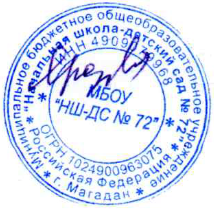 Муниципальное бюджетное общеобразовательное учреждение
* Начальная школа-детский сад № 72 *
* ОГРН 1024900963075 *
* Российская Федерация *
* г. Магадан *
ИНН 4909
968
МБОУ
"НШ-ДС № 72"